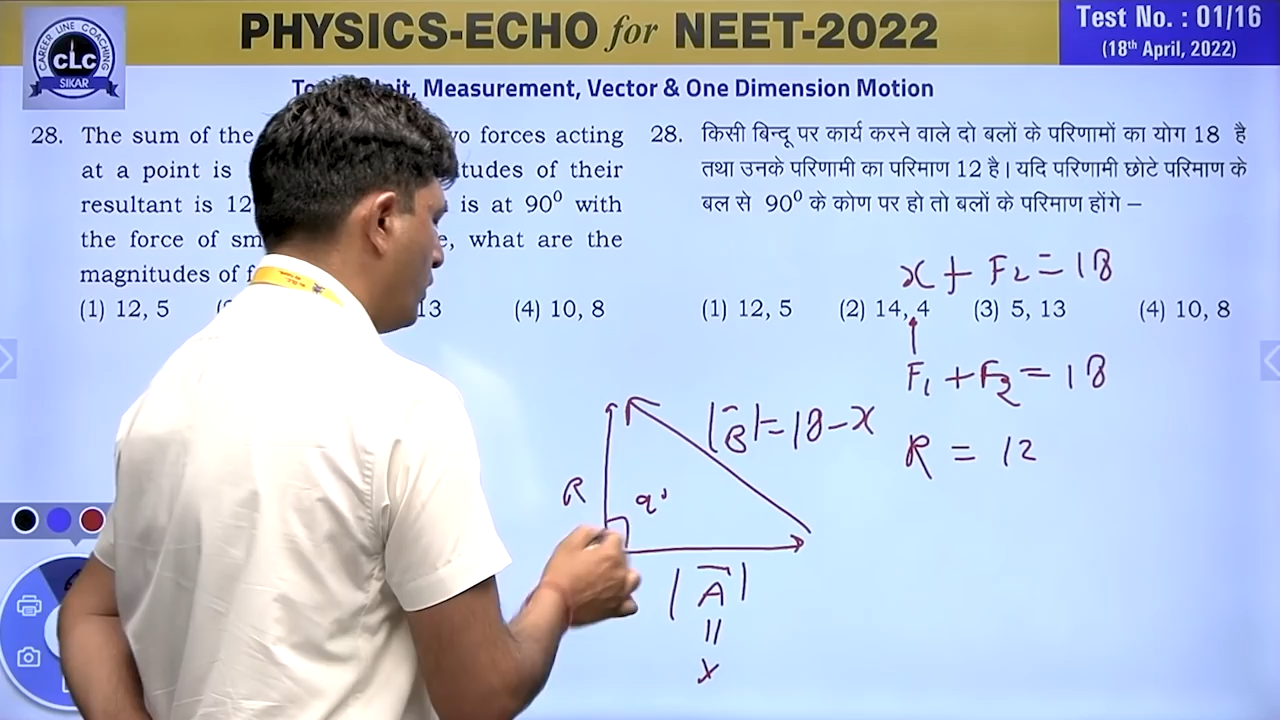 PHYSICS-ECHO for NEET-2022
Test No. : 01/16
(18th April, 2022)
CAREER LINE COACHING
CLC
SIKAR
Measurement, Vector & One Dimension Motion
28. The sum of the wo forces acting
at a point is tudes of their
resultant is 12 is at 90⁰ with
the force of sm e, what are the
magnitudes of f
(1) 12, 5 13 (4) 10, 8
28. किसी बिन्दू पर कार्य करने वाले दो बलों के परिणामों का योग 18 है
तथा उनके परिणामी का परिमाण 12 है। यदि परिणामी छोटे परिमाण के
बल से 90⁰ के कोण पर हो तो बलों के परिमाण होंगे –
(1) 12, 5 (2) 14, 4 (3) 5, 13 (4) 10, 8
x + F₂ = 18
F₁ + F₂ = 18
R = 12
|B̄| = 18 - x
R
90°
|Ā|
=
x